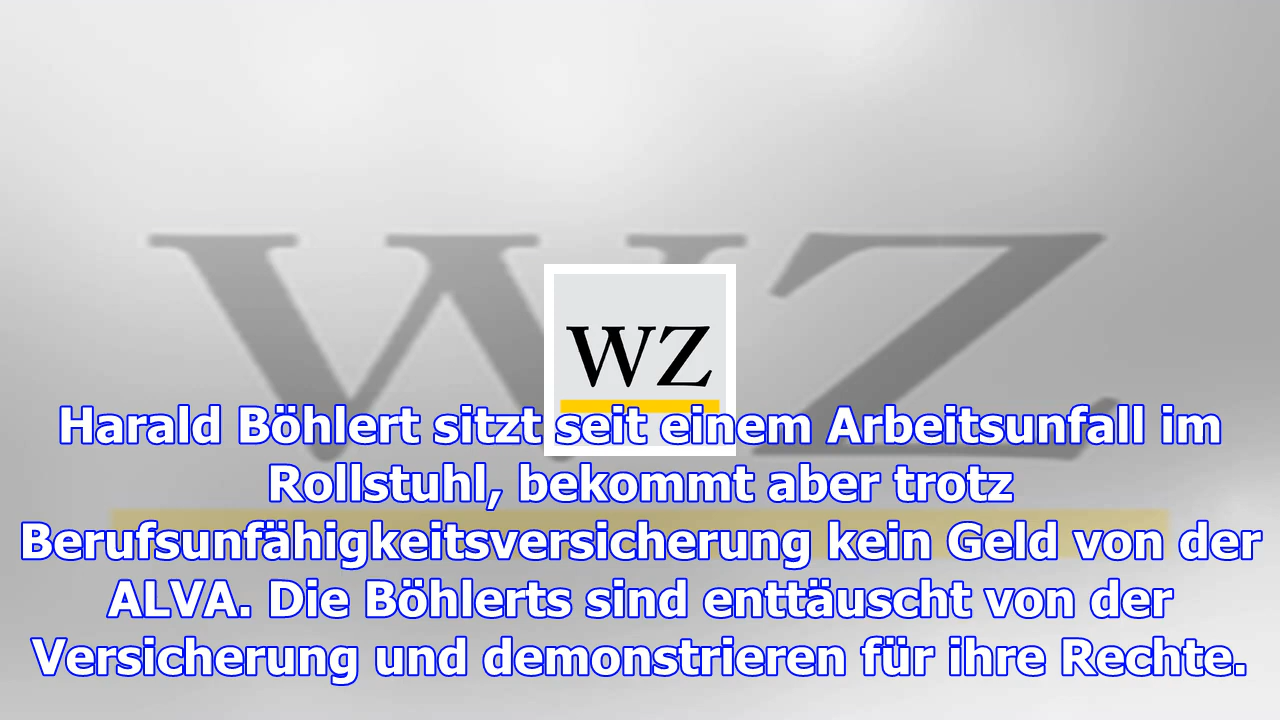 WZ
WZ
Harald Böhlert sitzt seit einem Arbeitsunfall im
Rollstuhl, bekommt aber trotz
Berufsunfähigkeitsversicherung kein Geld von der
ALVA. Die Böhlerts sind enttäuscht von der
Versicherung und demonstrieren für ihre Rechte.